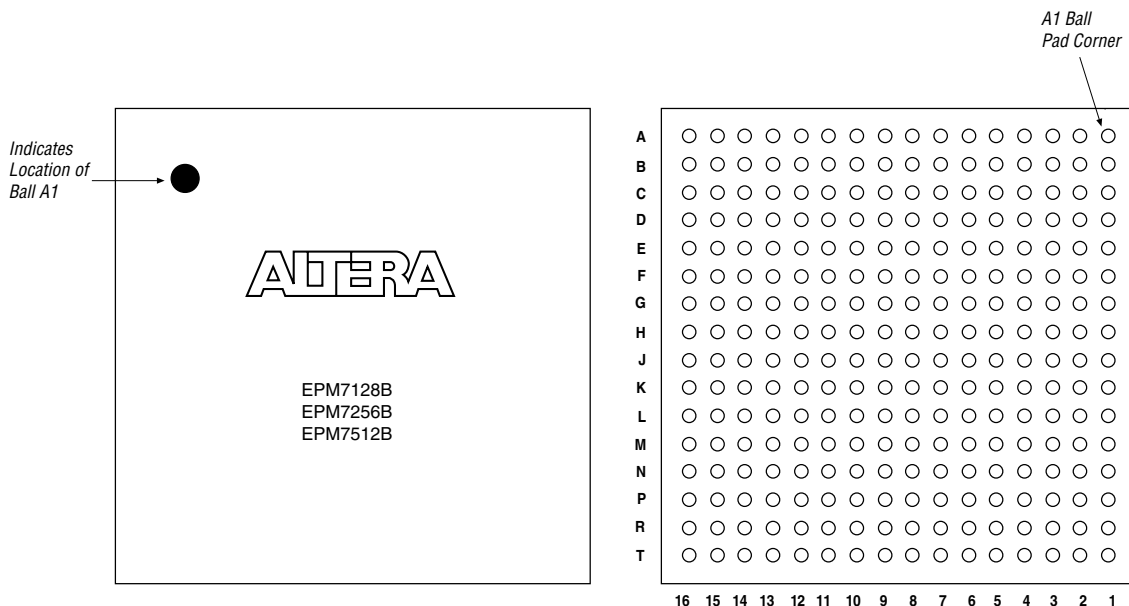 A1 Ball
Pad Corner
Indicates
Location of
Ball A1
ALTERA
EPM7128B
EPM7256B
EPM7512B
A
B
C
D
E
F
G
H
J
K
L
M
N
P
R
T
16 15 14 13 12 11 10 9 8 7 6 5 4 3 2 1